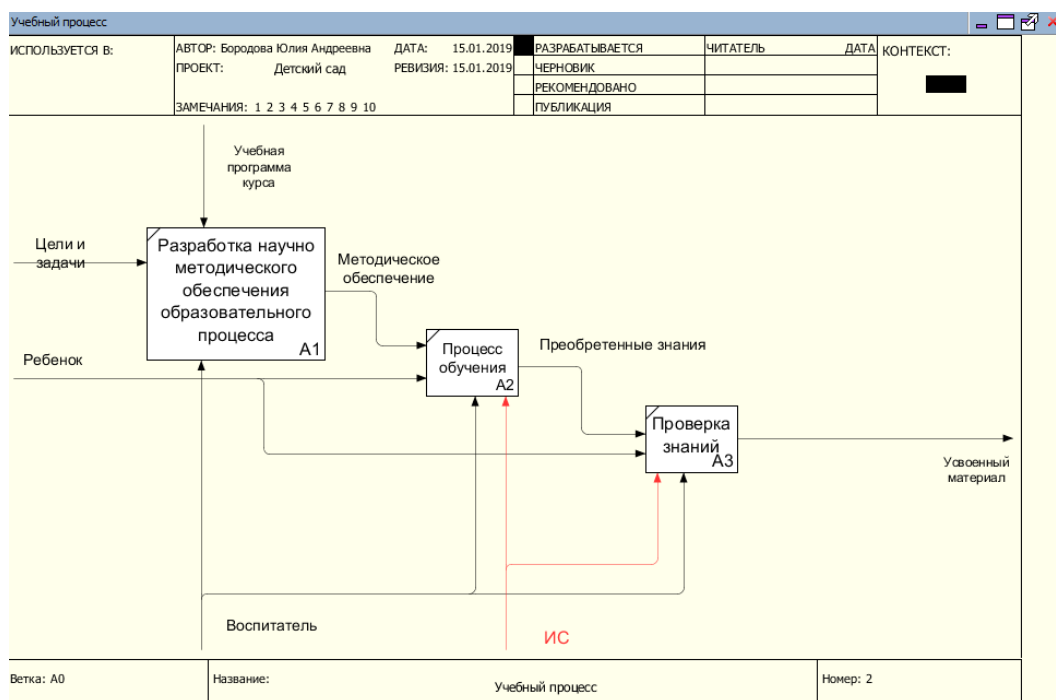 Учебный процесс
ИСПОЛЬЗУЕТСЯ В:
АВТОР: Бородова Юлия Андреевна ДАТА: 15.01.2019
ПРОЕКТ: Детский сад РЕВИЗИЯ: 15.01.2019
ЗАМЕЧАНИЯ: 1 2 3 4 5 6 7 8 9 10
РАЗРАБАТЫВАЕТСЯ
ЧЕРНОВИК
РЕКОМЕНДОВАНО
ПУБЛИКАЦИЯ
ЧИТАТЕЛЬ ДАТА
КОНТЕКСТ:
Учебная
программа
курса
Цели и
задачи
Разработка научно
методического
обеспечения
образовательного
процесса
A1
Методическое
обеспечение
Ребенок
Процесс
обучения
A2
Преобретенные знания
Проверка
знаний
A3
Усвоенный
материал
Воспитатель
ИС
Ветка: A0
Название:
Учебный процесс
Номер: 2